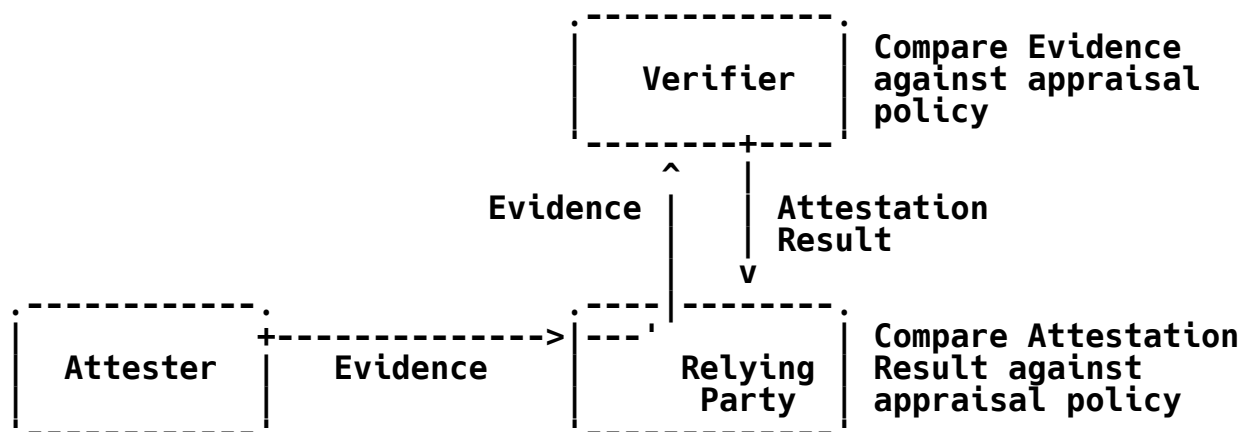 Compare Evidence
Verifier against appraisal
policy
Evidence Attestation
Result
Compare Attestation
Attester Evidence Relying Result against
Party appraisal policy